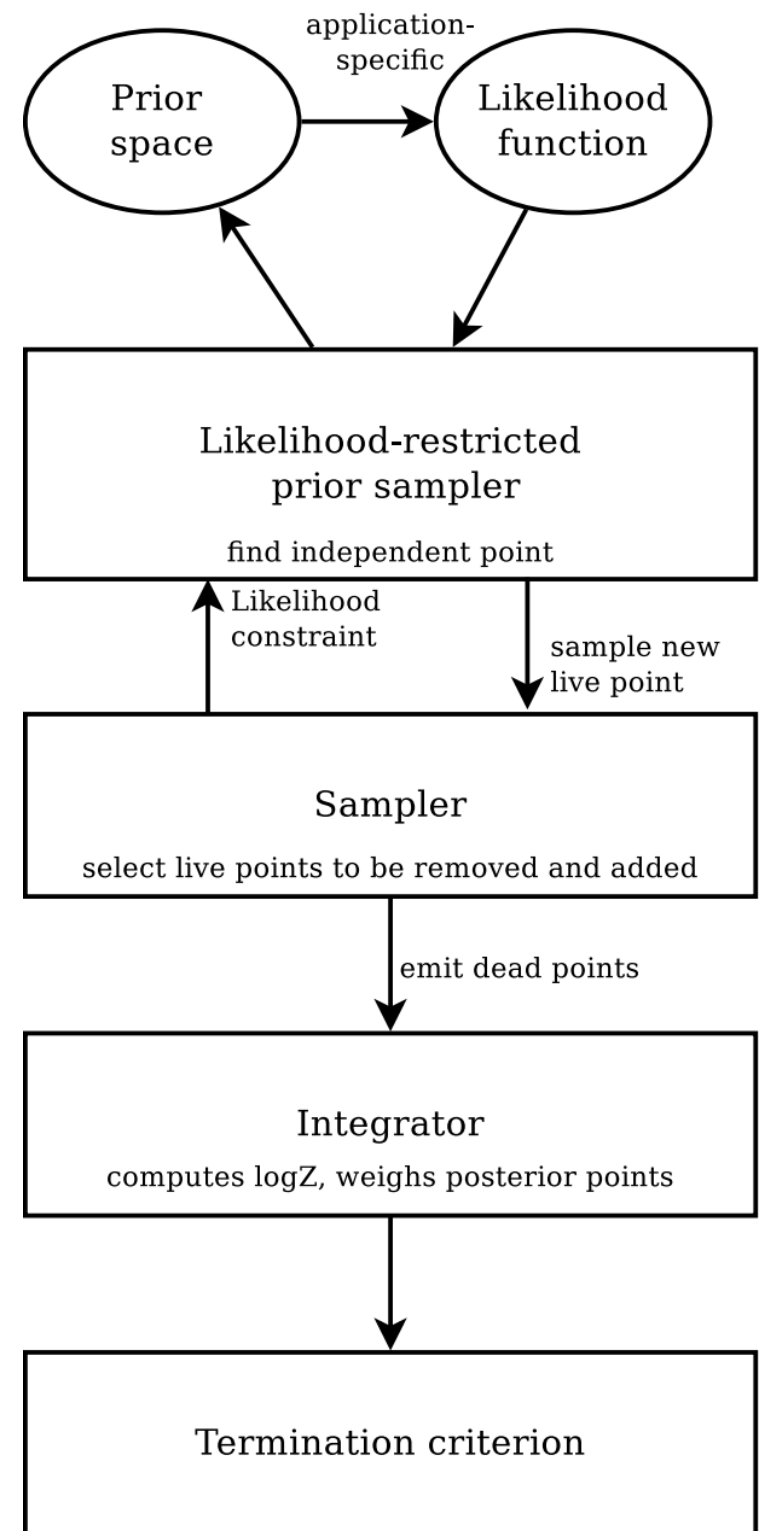 application-
specific
Prior
space
Likelihood
function
Likelihood-restricted
prior sampler
find independent point
Likelihood
constraint
sample new
live point
Sampler
select live points to be removed and added
emit dead points
Integrator
computes logZ, weighs posterior points
Termination criterion